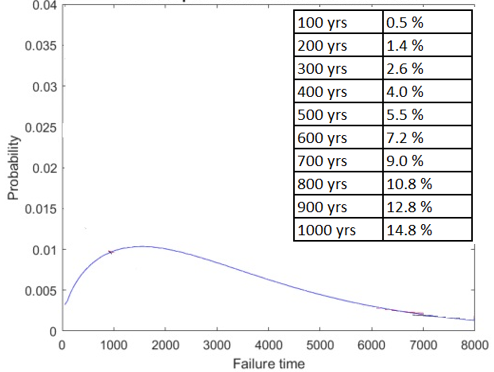 0.04
0.035
0.03
0.025
0.02
0.015
0.01
0.005
0
Probability
100 yrs 0.5 %
200 yrs 1.4 %
300 yrs 2.6 %
400 yrs 4.0 %
500 yrs 5.5 %
600 yrs 7.2 %
700 yrs 9.0 %
800 yrs 10.8 %
900 yrs 12.8 %
1000 yrs 14.8 %
0 1000 2000 3000 4000 5000 6000 7000 8000
Failure time